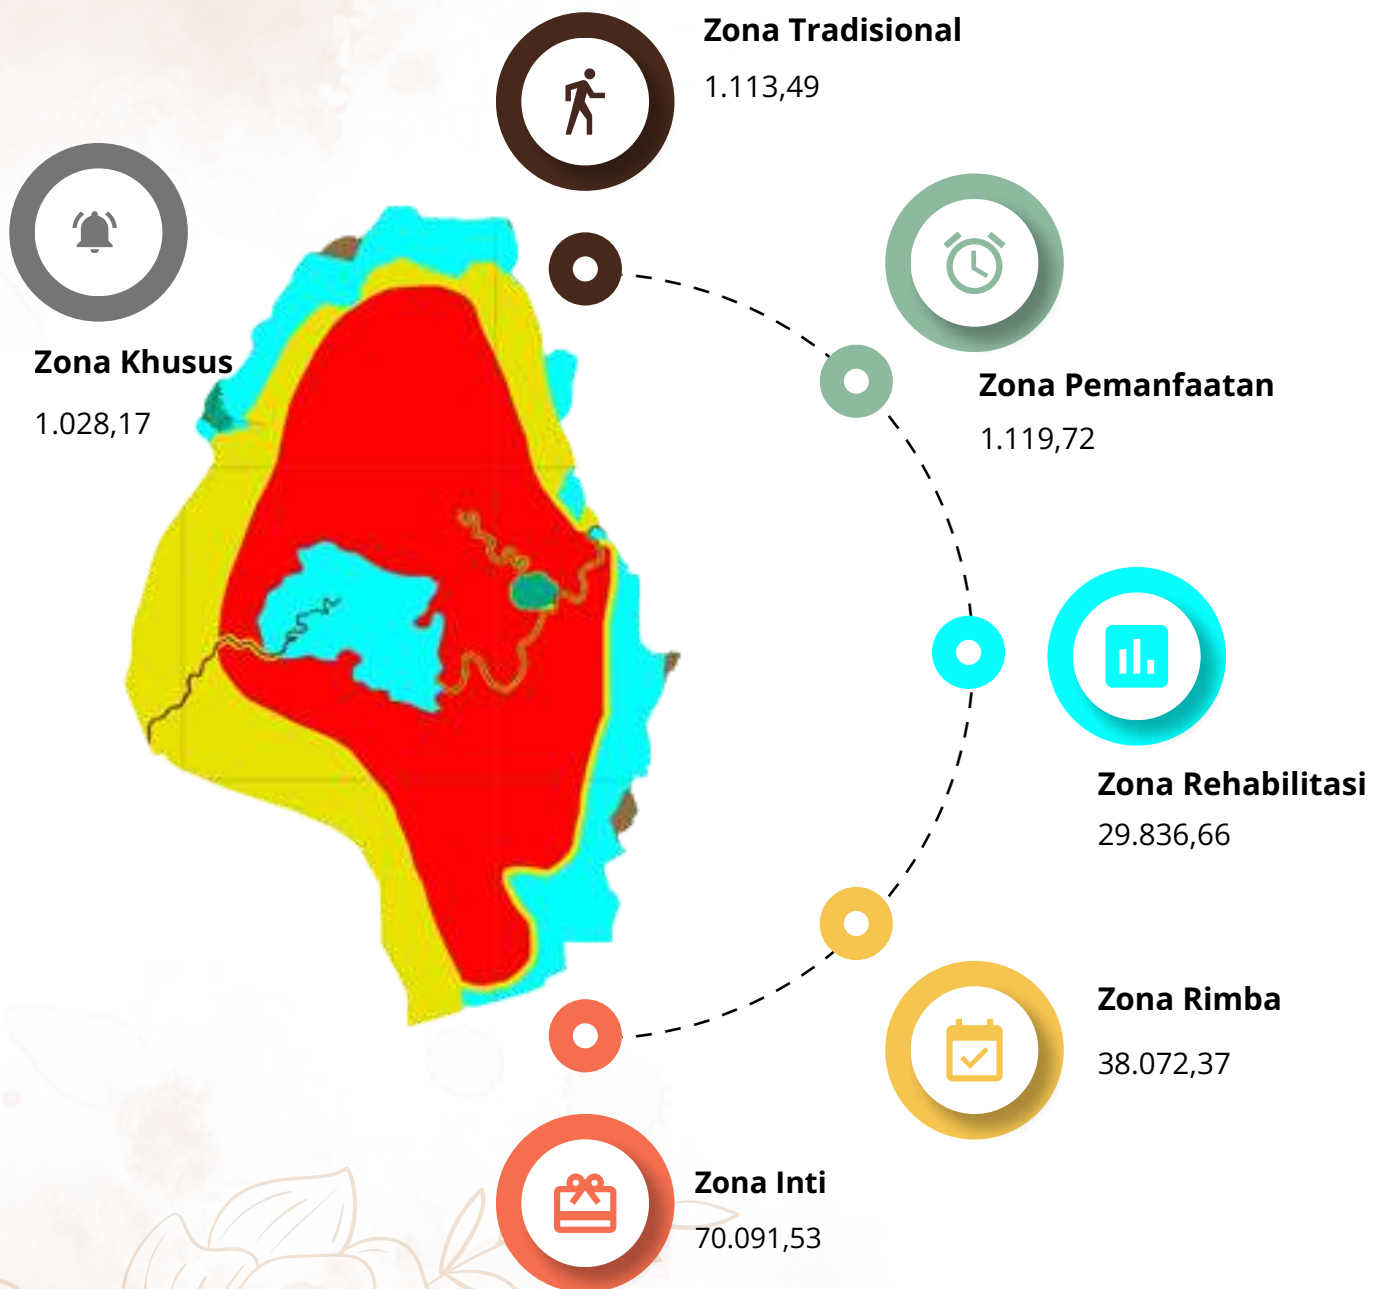 Zona Tradisional
1.113,49
Zona Khusus
1.028,17
Zona Pemanfaatan
1.119,72
Zona Rehabilitasi
29.836,66
Zona Rimba
38.072,37
Zona Inti
70.091,53